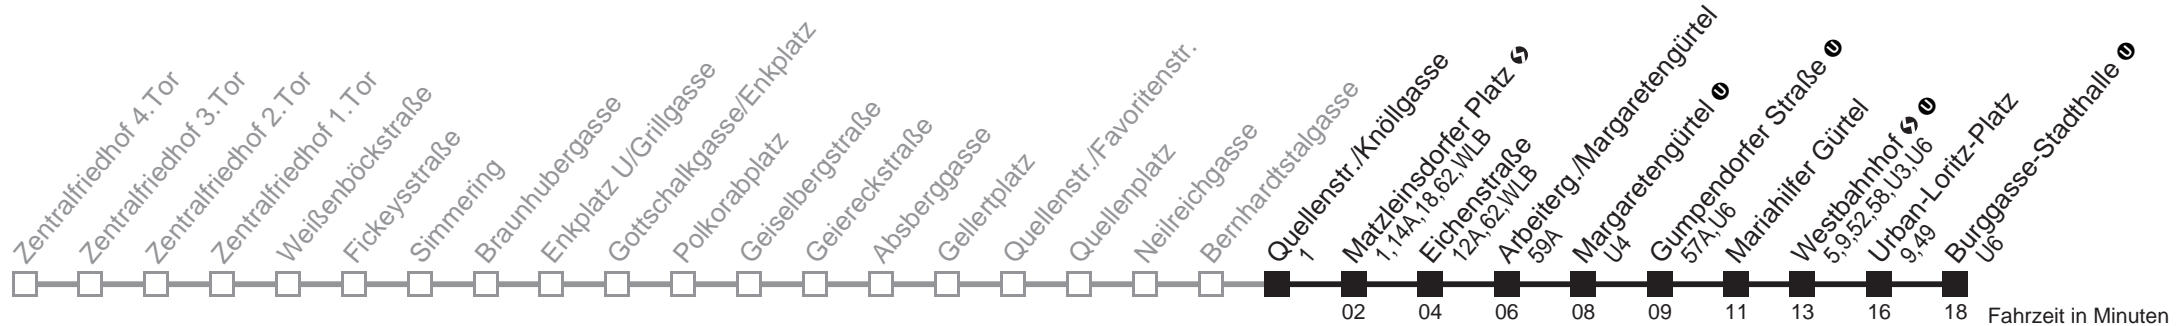 Zentralfriedhof 4.Tor
Zentralfriedhof 3.Tor
Zentralfriedhof 2.Tor
Zentralfriedhof 1.Tor
Weißenböckstraße
Fickeysstraße
Simmering
Braunhubergasse
Enkplatz U/Grillgasse
Gottschalkgasse/Enkplatz
Polkorabplatz
Geiselbergstraße
Geiereckstraße
Absberggasse
Gellertplatz
Quellenstr./Favoritenstr.
Quellenplatz
Neilreichgasse
Bernhardtstalgasse
Quellenstr./Knöllgasse
1
Matzleinsdorfer Platz S
1,14A,18,62,WLB
Eichenstraße
12A,62,WLB
Arbeiterg./Margaretengürtel
59A
Margaretengürtel U
U4
Gumpendorfer Straße U
57A,U6
Mariahilfer Gürtel
Westbahnhof S U
5,9,52,58,U3,U6
Urban-Loritz-Platz
9,49
Burggasse-Stadthalle U
U6
02 04 06 08 09 11 13 16 18 Fahrzeit in Minuten